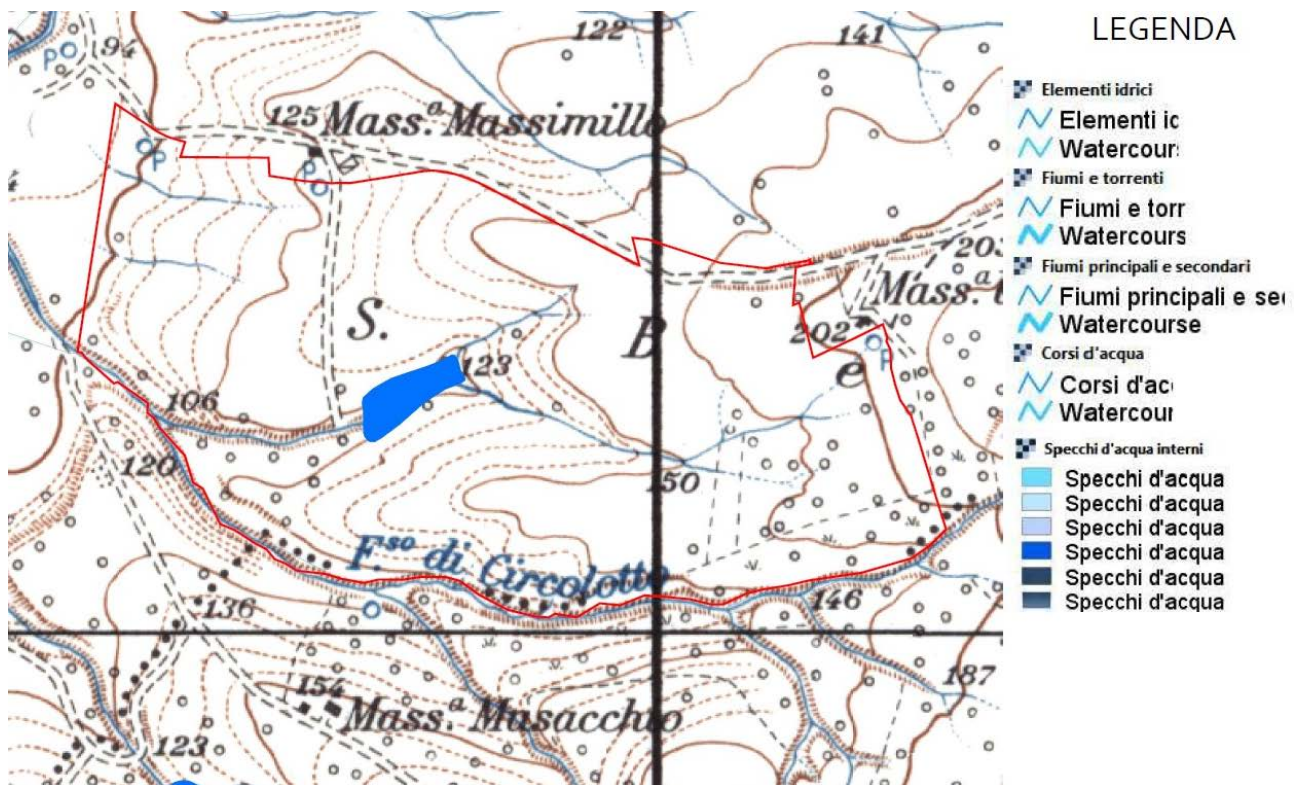 94
122
141
LEGENDA
P
125
Mass.ª Massimillo
P
P
203
Mass.ª
S.
B
202
e
P
123
106
120
150
F.so di Circolotto
136
146
187
154
Mass.ª Musacchio
123
Elementi idrici
Elementi id
Watercour
Fiumi e torrenti
Fiumi e torr
Watercours
Fiumi principali e secondari
Fiumi principali e se
Watercourse
Corsi d'acqua
Corsi d'ac
Watercour
Specchi d'acqua interni
Specchi d'acqua
Specchi d'acqua
Specchi d'acqua
Specchi d'acqua
Specchi d'acqua
Specchi d'acqua